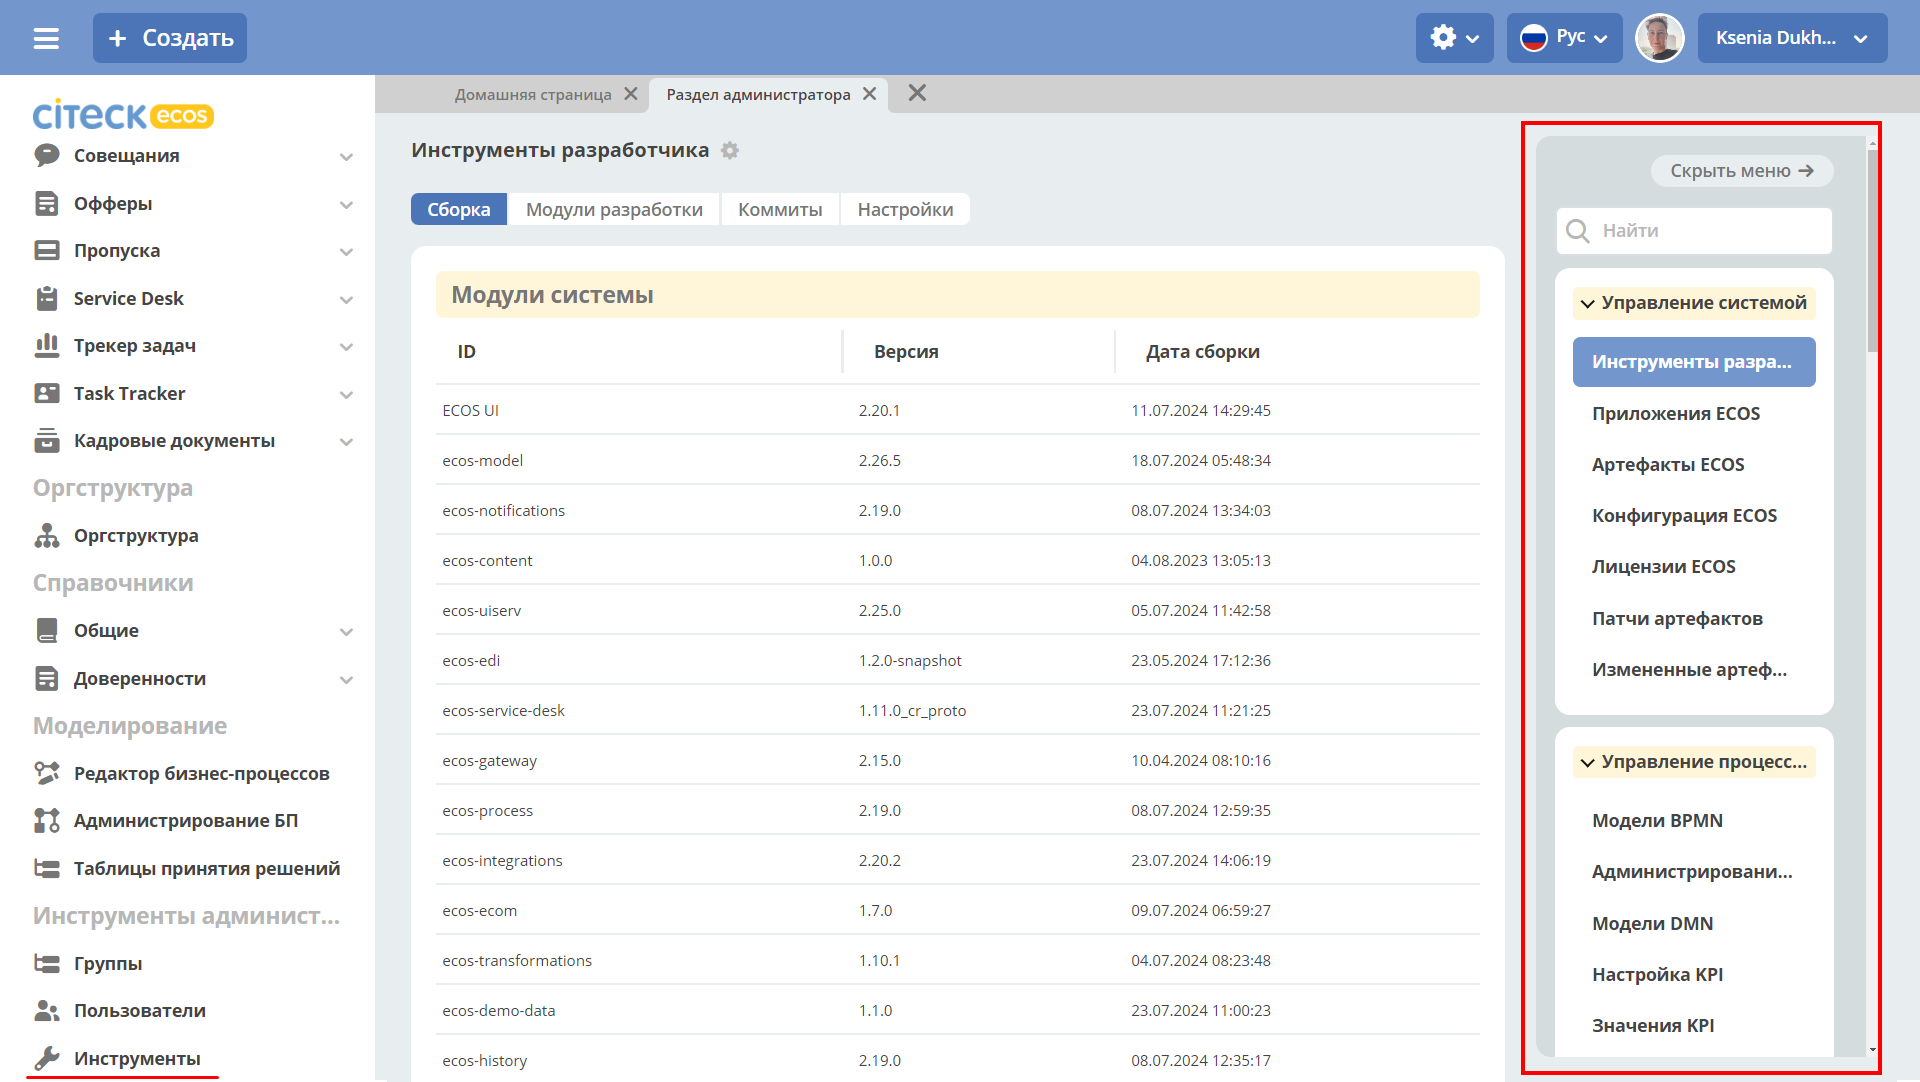 Создать
Рус
Ksenia Dukh...
citeck ecos
Совещания
Офферы
Пропуска
Service Desk
Трекер задач
Task Tracker
Кадровые документы
Оргструктура
Оргструктура
Справочники
Общие
Доверенности
Моделирование
Редактор бизнес-процессов
Администрирование БП
Таблицы принятия решений
Инструменты админист...
Группы
Пользователи
Инструменты
Домашняя страница
Раздел администратора
Инструменты разработчика
Сборка Модули разработки Коммиты Настройки
Модули системы
ID Версия Дата сборки
ECOS UI 2.20.1 11.07.2024 14:29:45
ecos-model 2.26.5 18.07.2024 05:48:34
ecos-notifications 2.19.0 08.07.2024 13:34:03
ecos-content 1.0.0 04.08.2023 13:05:13
ecos-uiserv 2.25.0 05.07.2024 11:42:58
ecos-edi 1.2.0-snapshot 23.05.2024 17:12:36
ecos-service-desk 1.11.0_cr_proto 23.07.2024 11:21:25
ecos-gateway 2.15.0 10.04.2024 08:10:16
ecos-process 2.19.0 08.07.2024 12:59:35
ecos-integrations 2.20.2 23.07.2024 14:06:19
ecos-ecom 1.7.0 09.07.2024 06:59:27
ecos-transformations 1.10.1 04.07.2024 08:23:48
ecos-demo-data 1.1.0 23.07.2024 11:00:23
ecos-history 2.19.0 08.07.2024 12:35:17
Скрыть меню
Найти
Управление системой
Инструменты разра...
Приложения ECOS
Артефакты ECOS
Конфигурация ECOS
Лицензии ECOS
Патчи артефактов
Измененные артеф...
Управление процесс...
Модели BPMN
Администрировани...
Модели DMN
Настройка KPI
Значения KPI